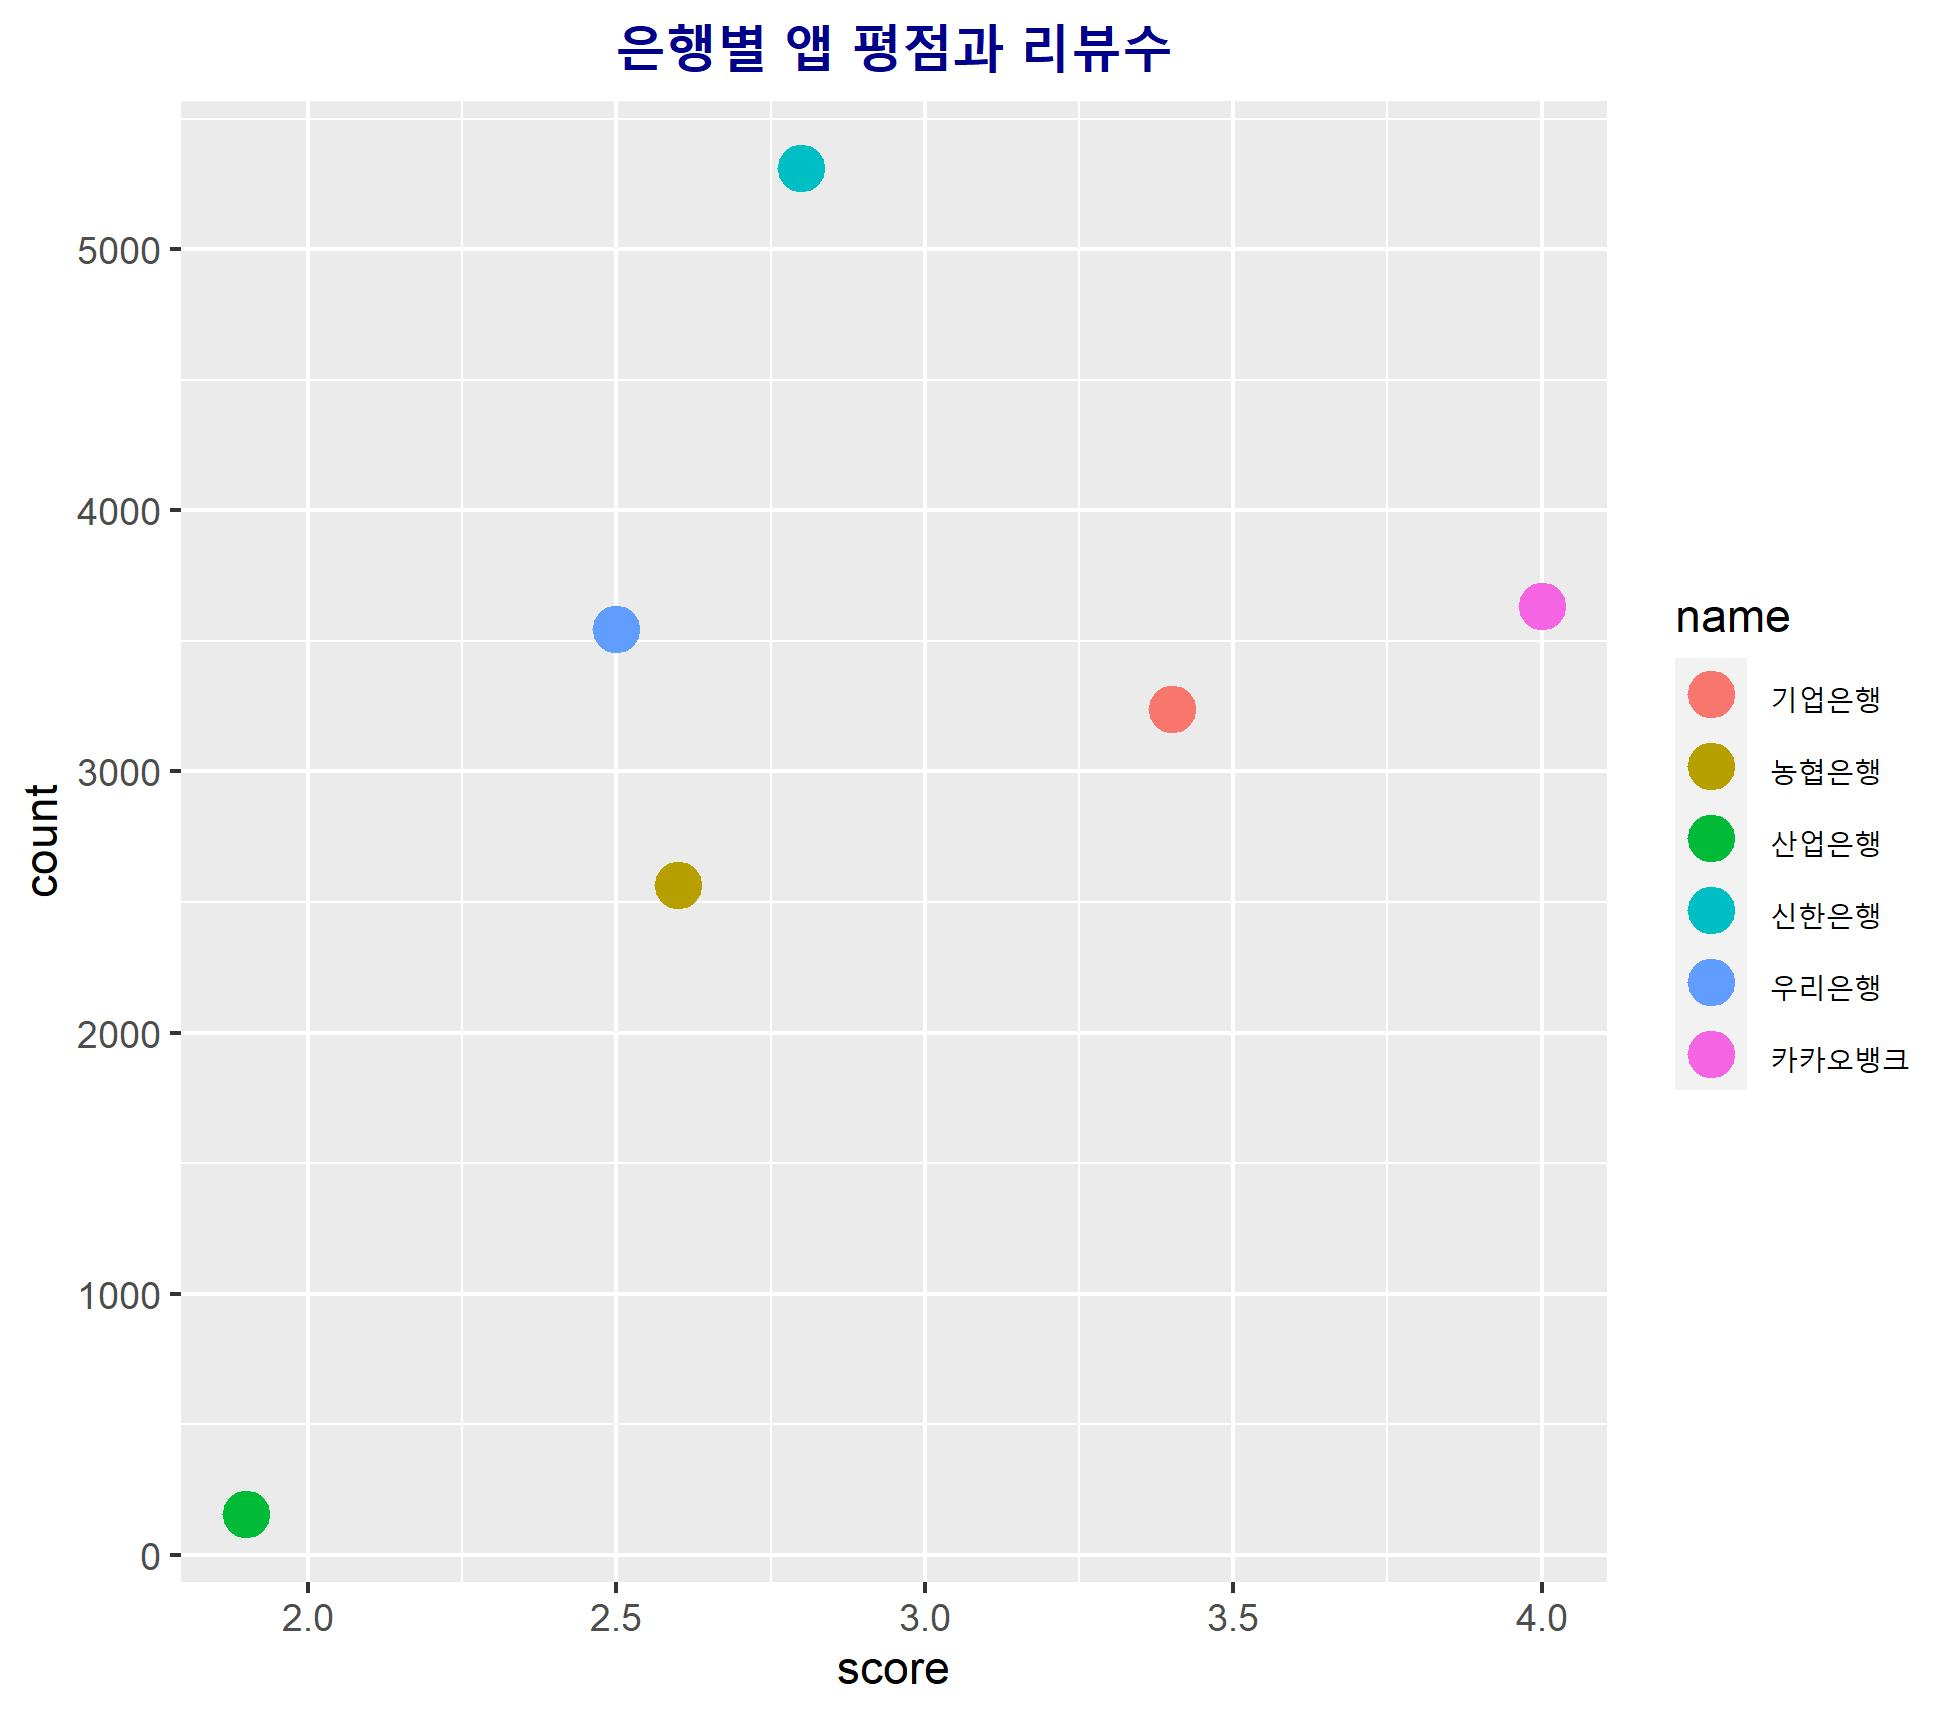 은행별 앱 평점과 리뷰수
count
5000
4000
3000
2000
1000
0
2.0 2.5 3.0 3.5 4.0
score
name
기업은행
농협은행
산업은행
신한은행
우리은행
카카오뱅크